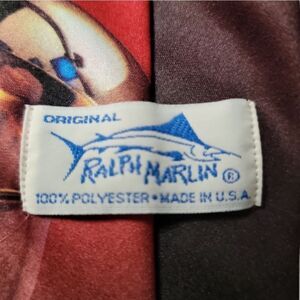 ORIGINAL
RALPH MARLIN ®
100% POLYESTER • MADE IN U.S.A.